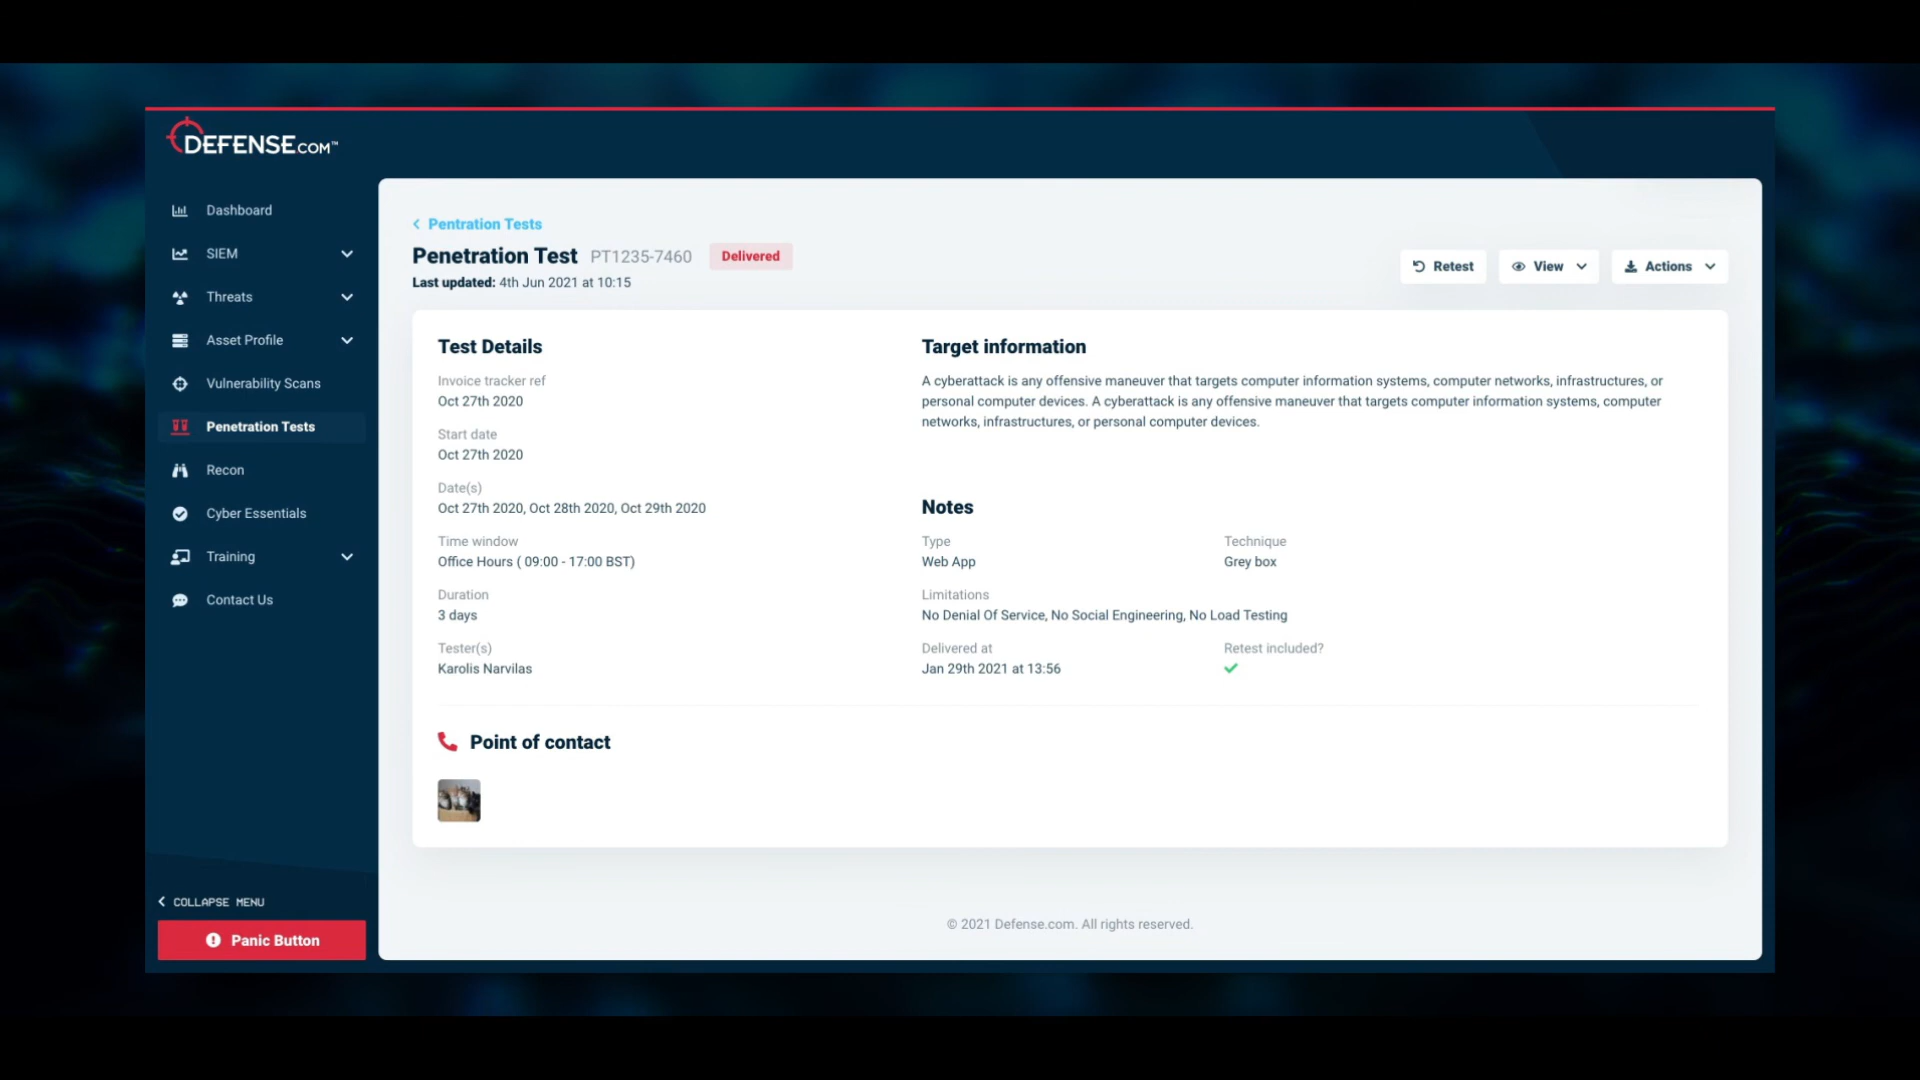 DEFENSE.COM™
Dashboard
SIEM
Threats
Asset Profile
Vulnerability Scans
Penetration Tests
Recon
Cyber Essentials
Training
Contact Us
COLLAPSE MENU
Panic Button
Pentration Tests
Penetration Test PT1235-7460 Delivered
Last updated: 4th Jun 2021 at 10:15
Retest View Actions
Test Details
Invoice tracker ref
Oct 27th 2020
Start date
Oct 27th 2020
Date(s)
Oct 27th 2020, Oct 28th 2020, Oct 29th 2020
Time window
Office Hours ( 09:00 - 17:00 BST)
Duration
3 days
Tester(s)
Karolis Narvilas
Target information
A cyberattack is any offensive maneuver that targets computer information systems, computer networks, infrastructures, or
personal computer devices. A cyberattack is any offensive maneuver that targets computer information systems, computer
networks, infrastructures, or personal computer devices.
Notes
Type Technique
Web App Grey box
Limitations
No Denial Of Service, No Social Engineering, No Load Testing
Delivered at Retest included?
Jan 29th 2021 at 13:56
Point of contact
© 2021 Defense.com. All rights reserved.